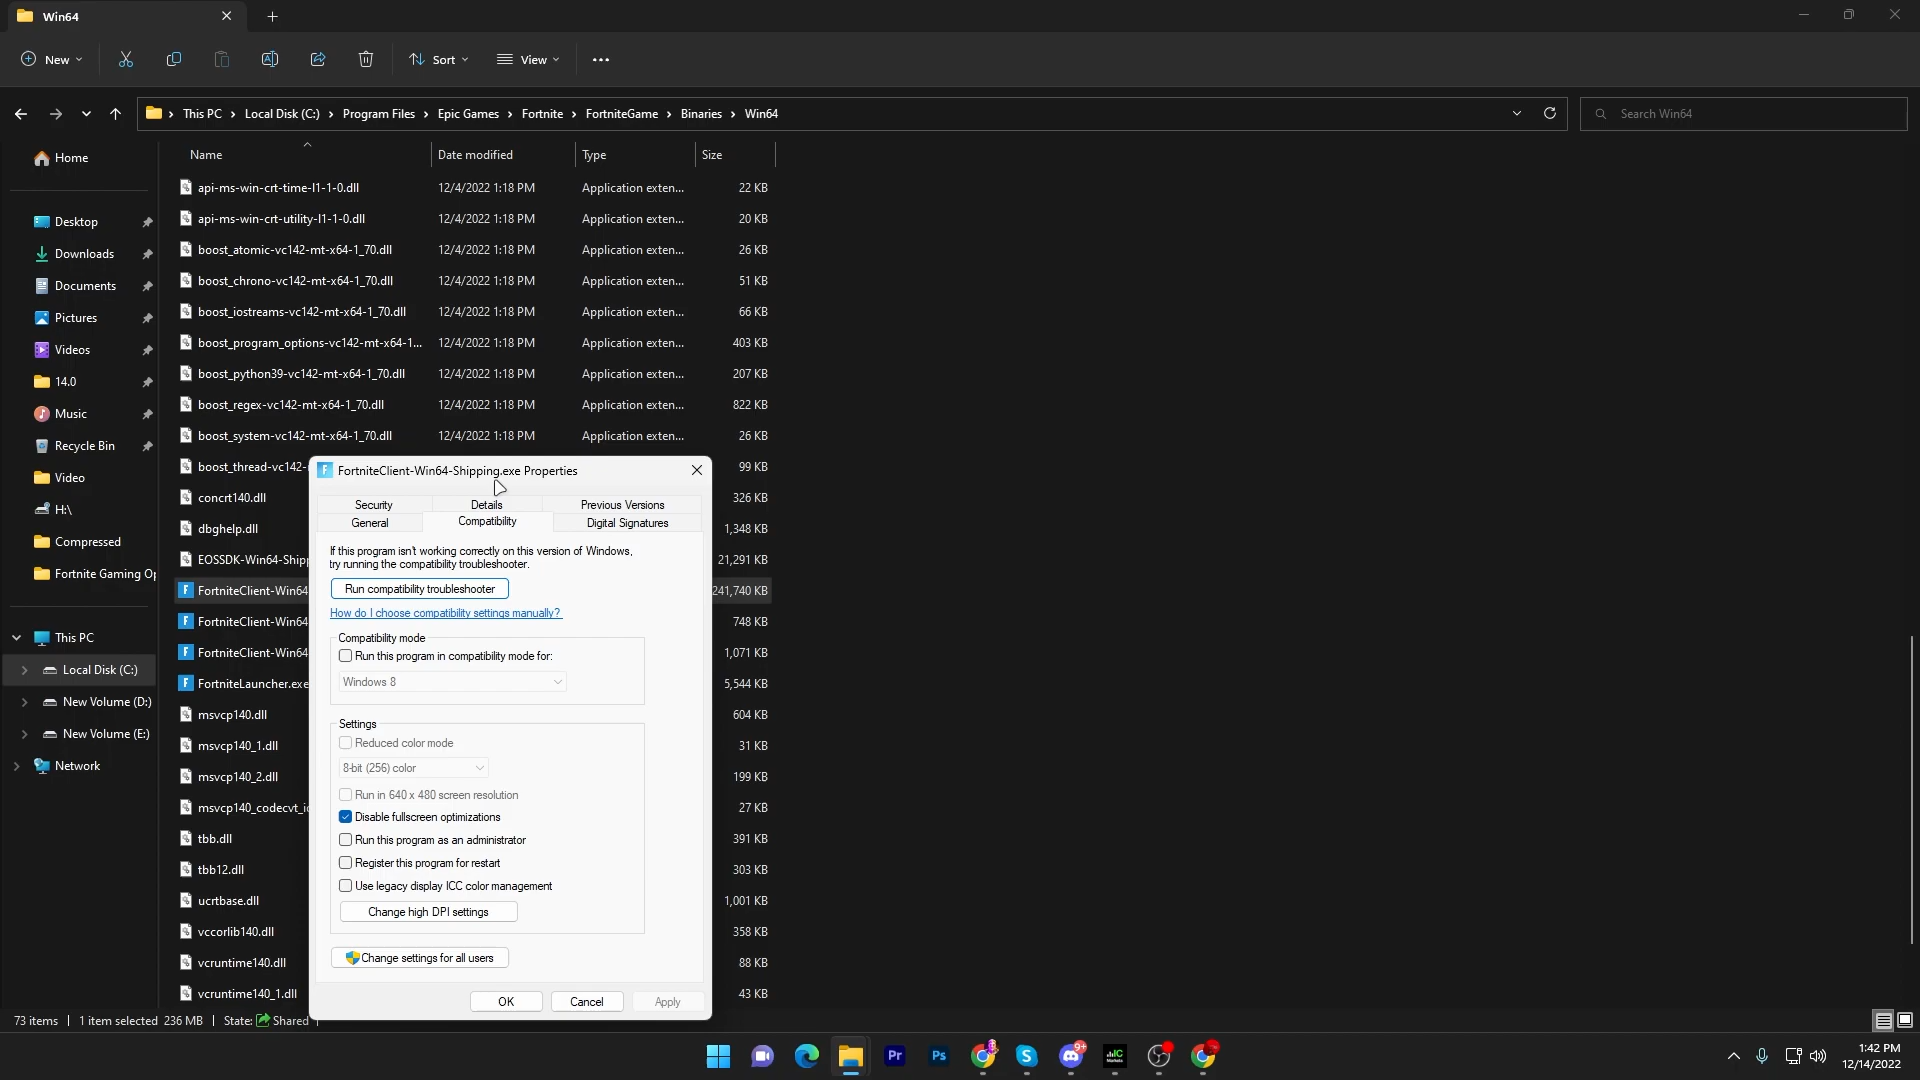 Win64
New
Sort
View
This PC > Local Disk (C:) > Program Files > Epic Games > Fortnite > FortniteGame > Binaries > Win64
Search Win64
Home
Desktop
Downloads
Documents
Pictures
Videos
14.0
Music
Recycle Bin
Video
H:\
Compressed
Fortnite Gaming Op
This PC
Local Disk (C:)
New Volume (D:)
New Volume (E:)
Network
Name Date modified Type Size
api-ms-win-crt-time-l1-1-0.dll 12/4/2022 1:18 PM Application exten... 22 KB
api-ms-win-crt-utility-l1-1-0.dll 12/4/2022 1:18 PM Application exten... 20 KB
boost_atomic-vc142-mt-x64-1_70.dll 12/4/2022 1:18 PM Application exten... 26 KB
boost_chrono-vc142-mt-x64-1_70.dll 12/4/2022 1:18 PM Application exten... 51 KB
boost_iostreams-vc142-mt-x64-1_70.dll 12/4/2022 1:18 PM Application exten... 66 KB
boost_program_options-vc142-mt-x64-1... 12/4/2022 1:18 PM Application exten... 403 KB
boost_python39-vc142-mt-x64-1_70.dll 12/4/2022 1:18 PM Application exten... 207 KB
boost_regex-vc142-mt-x64-1_70.dll 12/4/2022 1:18 PM Application exten... 822 KB
boost_system-vc142-mt-x64-1_70.dll 12/4/2022 1:18 PM Application exten... 26 KB
boost_thread-vc142- 99 KB
concrt140.dll 326 KB
dbghelp.dll 1,348 KB
EOSSDK-Win64-Shipp 21,291 KB
FortniteClient-Win64 241,740 KB
FortniteClient-Win64 748 KB
FortniteClient-Win64 1,071 KB
FortniteLauncher.exe 5,544 KB
msvcp140.dll 604 KB
msvcp140_1.dll 31 KB
msvcp140_2.dll 199 KB
msvcp140_codecvt_i 27 KB
tbb.dll 391 KB
tbb12.dll 303 KB
ucrtbase.dll 1,001 KB
vccorlib140.dll 358 KB
vcruntime140.dll 88 KB
vcruntime140_1.dll 43 KB
FortniteClient-Win64-Shipping.exe Properties
Security Details Previous Versions
General Compatibility Digital Signatures
If this program isn't working correctly on this version of Windows,
try running the compatibility troubleshooter.
Run compatibility troubleshooter
How do I choose compatibility settings manually?
Compatibility mode
Run this program in compatibility mode for:
Windows 8
Settings
Reduced color mode
8-bit (256) color
Run in 640 x 480 screen resolution
Disable fullscreen optimizations
Run this program as an administrator
Register this program for restart
Use legacy display ICC color management
Change high DPI settings
Change settings for all users
OK Cancel Apply
73 items 1 item selected 236 MB State: Shared
Pr
Ps
9+
1:42 PM
12/14/2022